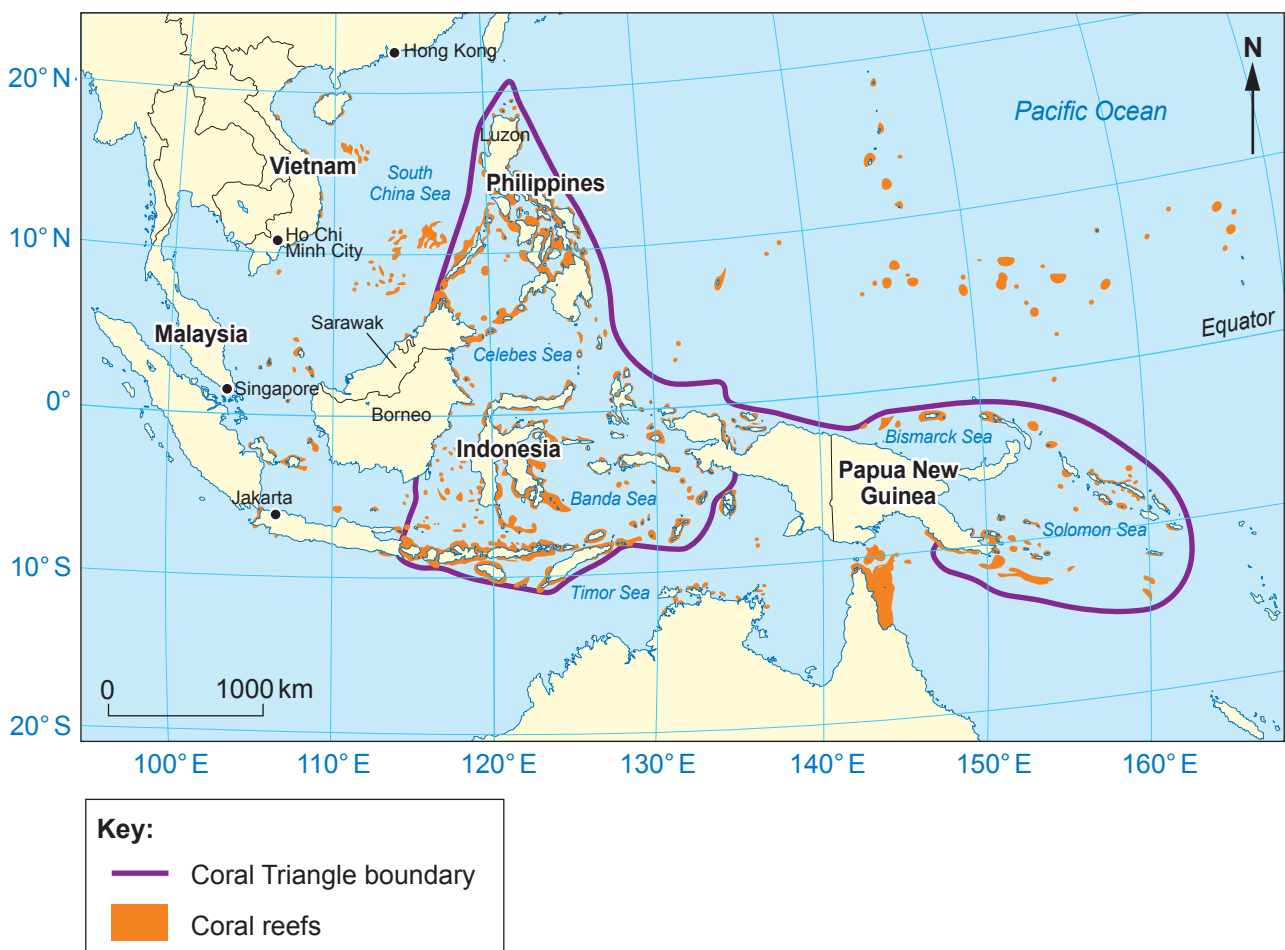 Hong Kong
N
20° N
Pacific Ocean
Luzon
Vietnam
South
China Sea
Philippines
10° N
Ho Chi
Minh City
Sarawak
Equator
Malaysia
Celebes Sea
Singapore
0°
Borneo
Bismarck Sea
Indonesia
Papua New
Guinea
Jakarta
Banda Sea
Solomon Sea
10° S
Timor Sea
0 1000 km
20° S
100° E 110° E 120° E 130° E 140° E 150° E 160° E
Key:
Coral Triangle boundary
Coral reefs